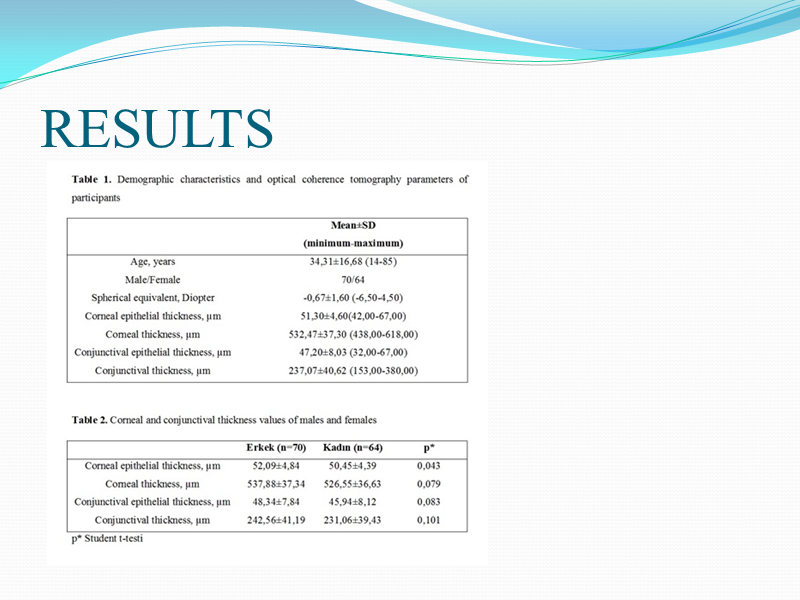 RESULTS
Table 1. Demographic characteristics and optical coherence tomography parameters of
participants
Mean±SD
(minimum-maximum)
Age, years 34,31±16,68 (14-85)
Male/Female 70/64
Spherical equivalent, Diopter -0,67±1,60 (-6,50-4,50)
Corneal epithelial thickness, µm 51,30±4,60(42,00-67,00)
Corneal thickness, µm 532,47±37,30 (438,00-618,00)
Conjunctival epithelial thickness, µm 47,20±8,03 (32,00-67,00)
Conjunctival thickness, µm 237,07±40,62 (153,00-380,00)
Table 2. Corneal and conjunctival thickness values of males and females
Erkek (n=70) Kadın (n=64) p*
Corneal epithelial thickness, µm 52,09±4,84 50,45±4,39 0,043
Corneal thickness, µm 537,88±37,34 526,55±36,63 0,079
Conjunctival epithelial thickness, µm 48,34±7,84 45,94±8,12 0,083
Conjunctival thickness, µm 242,56±41,19 231,06±39,43 0,101
p* Student t-testi